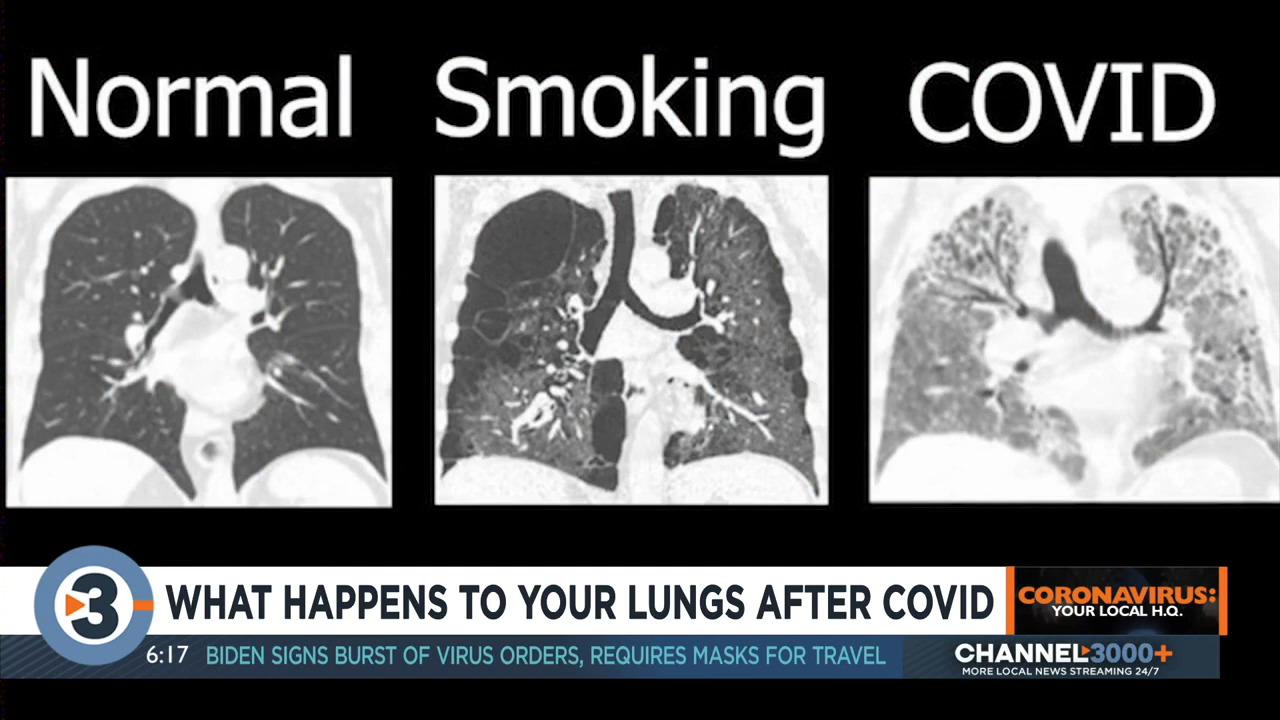 Normal
Smoking
COVID
3
WHAT HAPPENS TO YOUR LUNGS AFTER COVID
CORONAVIRUS:
YOUR LOCAL H.Q.
6:17
BIDEN SIGNS BURST OF VIRUS ORDERS, REQUIRES MASKS FOR TRAVEL
CHANNEL3000+
MORE LOCAL NEWS STREAMING 24/7